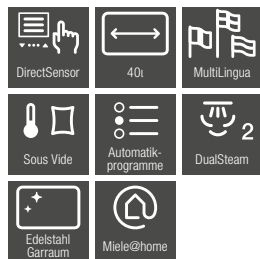 DirectSensor
40l
MultiLingua
Sous Vide
Automatik-
programme
2
DualSteam
Edelstahl
Garraum
Miele@home